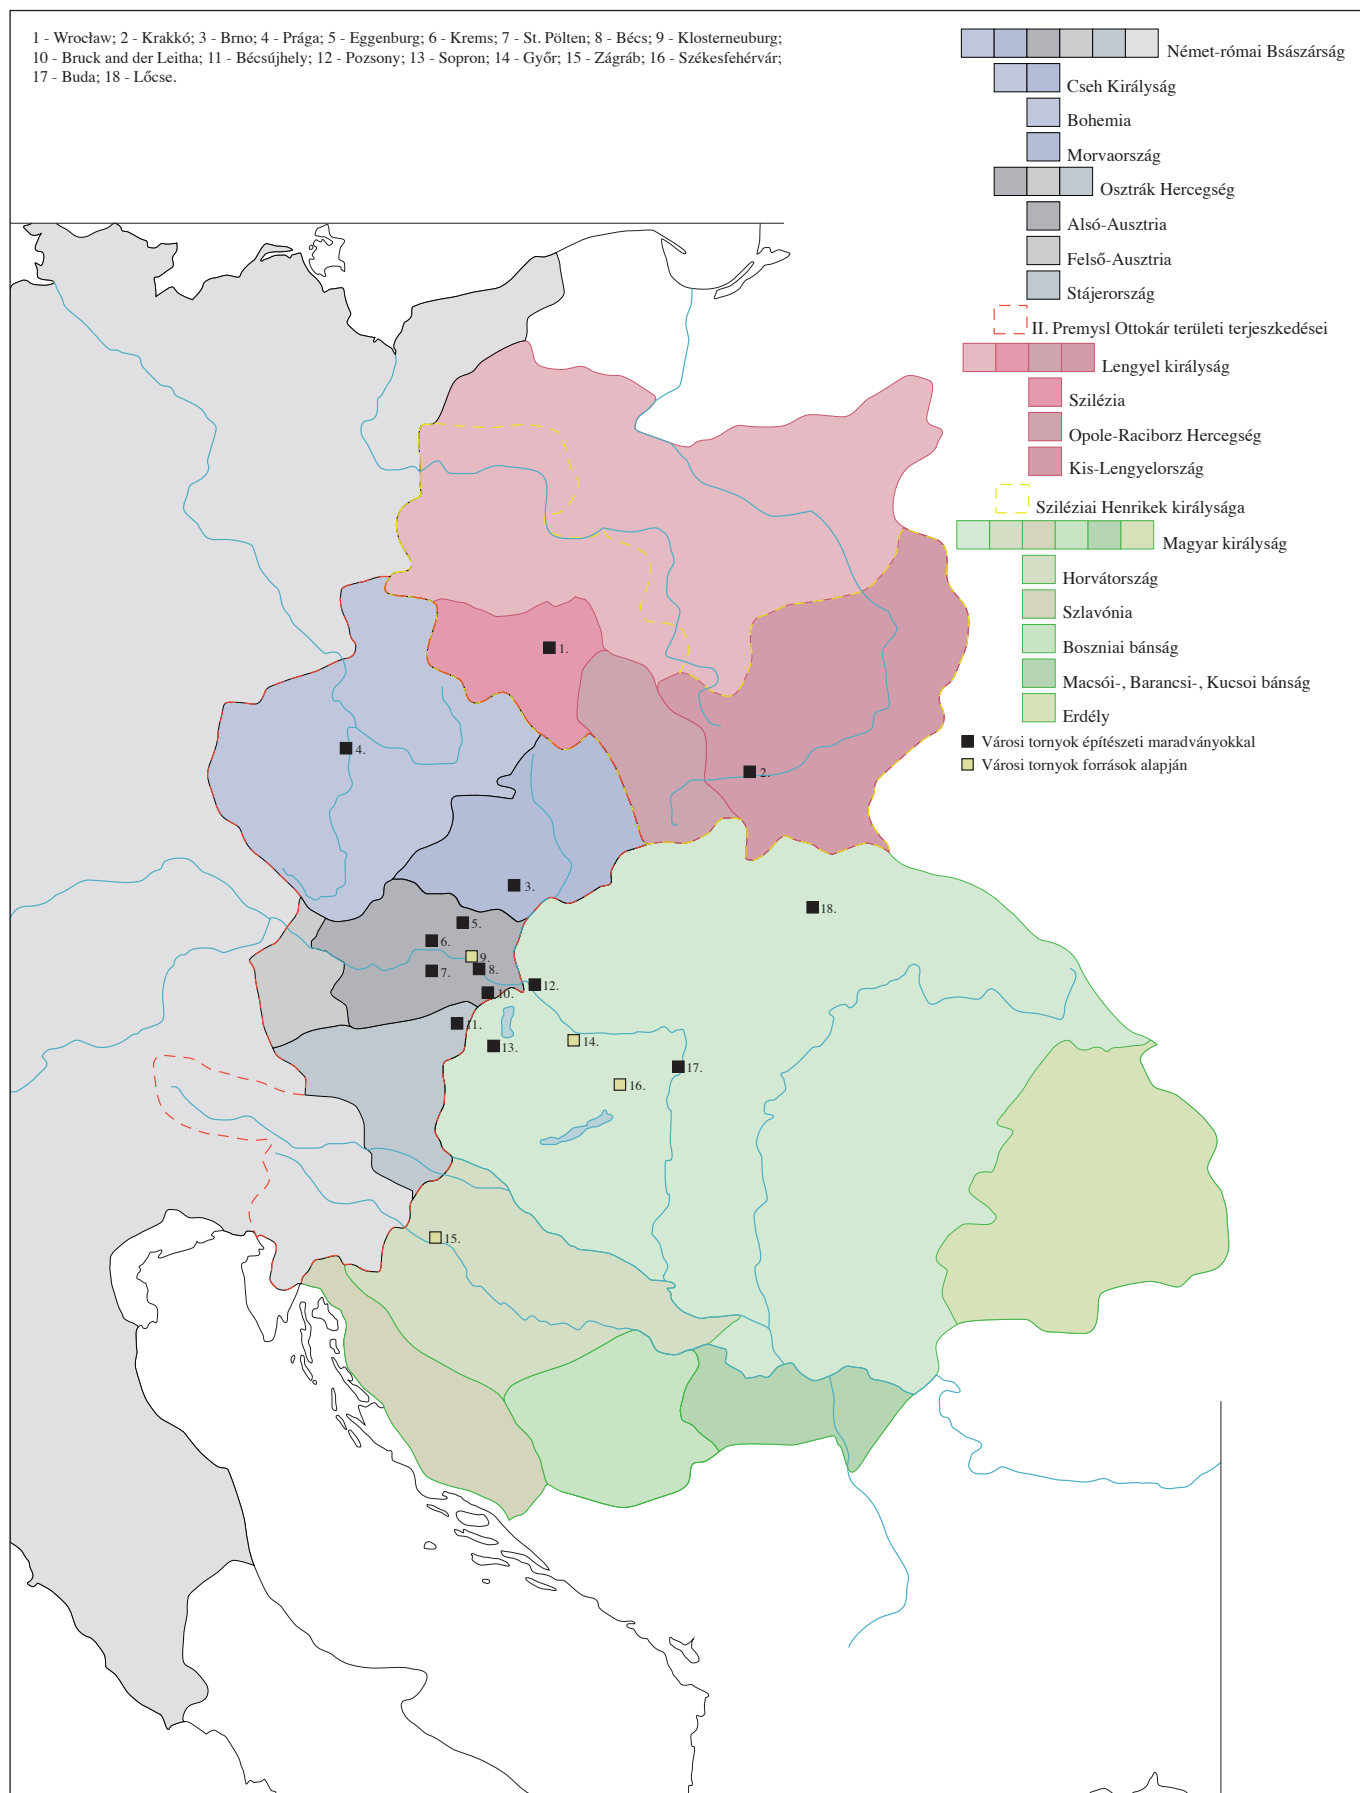 1 - Wrocław; 2 - Krakkó; 3 - Brno; 4 - Prága; 5 - Eggenburg; 6 - Krems; 7 - St. Pölten; 8 - Bécs; 9 - Klosterneuburg;
10 - Bruck and der Leitha; 11 - Bécsújhely; 12 - Pozsony; 13 - Sopron; 14 - Győr; 15 - Zágráb; 16 - Székesfehérvár;
17 - Buda; 18 - Lőcse.
Német-római Bsászárság
Cseh Királyság
Bohemia
Morvaország
Osztrák Hercegség
Alsó-Ausztria
Felső-Ausztria
Stájerország
II. Premysl Ottokár területi terjeszkedései
Lengyel királyság
Szilézia
Opole-Raciborz Hercegség
Kis-Lengyelország
Sziléziai Henrikek királysága
Magyar királyság
Horvátország
Szlavónia
Boszniai bánság
Macsói-, Barancsi-, Kucsoi bánság
Erdély
Városi tornyok építészeti maradványokkal
Városi tornyok források alapján
1.
4.
2.
3.
18.
5.
6.
9.
7.
8.
12.
10.
11.
14.
13.
17.
16.
15.